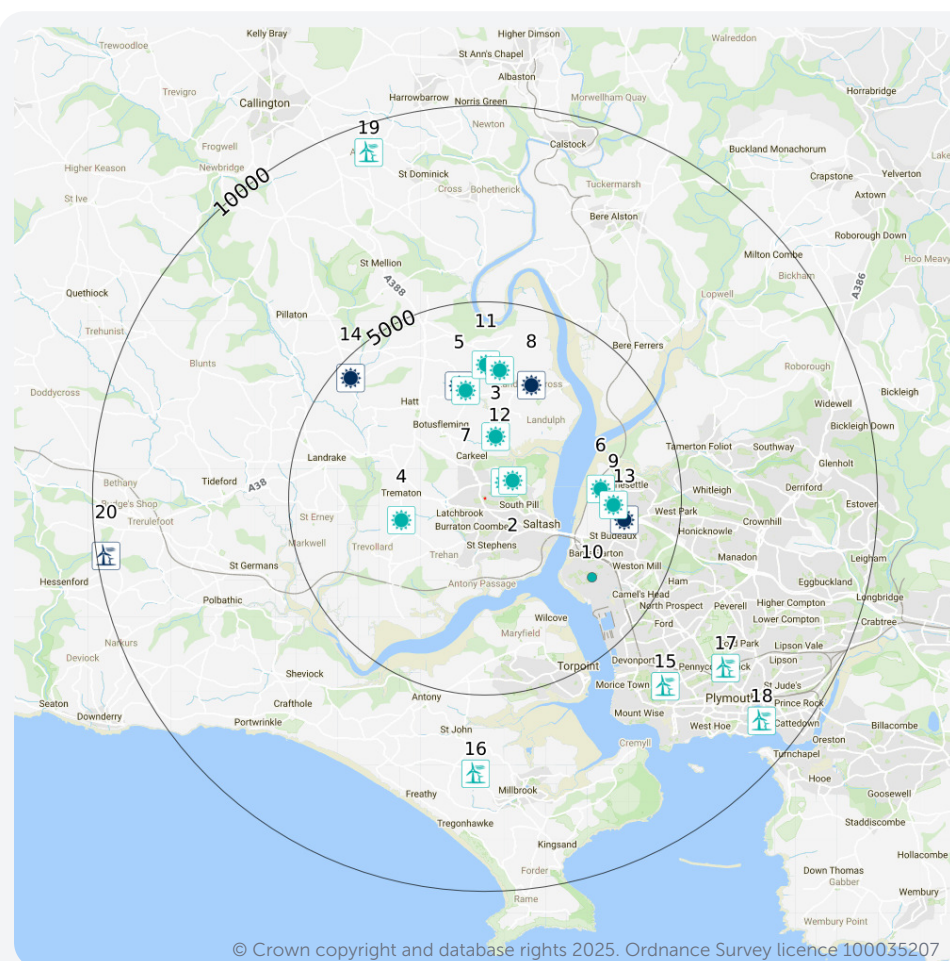 Kelly Bray
Higher Dimson
Walreddon
Trewoodloe
St Ann's Chapel
Albaston
Trevigro
Horrabridge
Callington
Harrowbarrow
Norris Green
Morwellham Quay
Newton
19
Calstock
Frogwell
Buckland Monachorum
Higher Keason
Newbridge
St Dominick
Crapstone
Yelverton
10000
Cross
Bohetherick
Tuckermarsh
Axtown
St Ive
Bere Alston
Roborough Down
St Mellion
Milton Combe
Hoo Meavy
Bickham
A388
A386
Quethiock
Lopwell
Pillaton
5000
11
Trehunist
14
5
8
Bere Ferrers
Blunts
Roborough
Doddycross
3
Bickleigh
Hatt
Widewell
12
Botusfleming
Landulph
Bickleigh Down
7
6
Tamerton Foliot
Southway
Landrake
Carkeel
9
Glenholt
4
13
Bethany
Tideford
A38
Trematon
Whitleigh
Derriford
South Pill
Estover
20
St Erney
Latchbrook
West Park
Trerulefoot
Burraton Coombe
2
Saltash
Crownhill
Honicknowle
Markwell
Trevollard
St Stephens
St Budeaux
10
Manadon
Leigham
Trehan
Weston Mill
St Germans
Hessenford
Antony Passage
Ham
Eggbuckland
Camel's Head
Longbridge
Polbathic
North Prospect
Peverell
Higher Compton
Wilcove
Ford
Lower Compton
Crabtree
Maryfield
17
Lipson Vale
Narkurs
Deviock
15
Lipson
Torpoint
Devonport
Sheviock
Morice Town
St Jude's
Antony
18
Seaton
Crafthole
Prince Rock
Downderry
Mount Wise
Portwrinkle
West Hoe
Cattedown
Billacombe
St John
Oreston
Cremyll
16
Turnchapel
Hooe
Freathy
Millbrook
Goosewell
Tregonhawke
Staddiscombe
Kingsand
Hollacombe
Forder
Down Thomas
Gabber
Rame
Wembury
Wembury Point
© Crown copyright and database rights 2025. Ordnance Survey licence 100035207